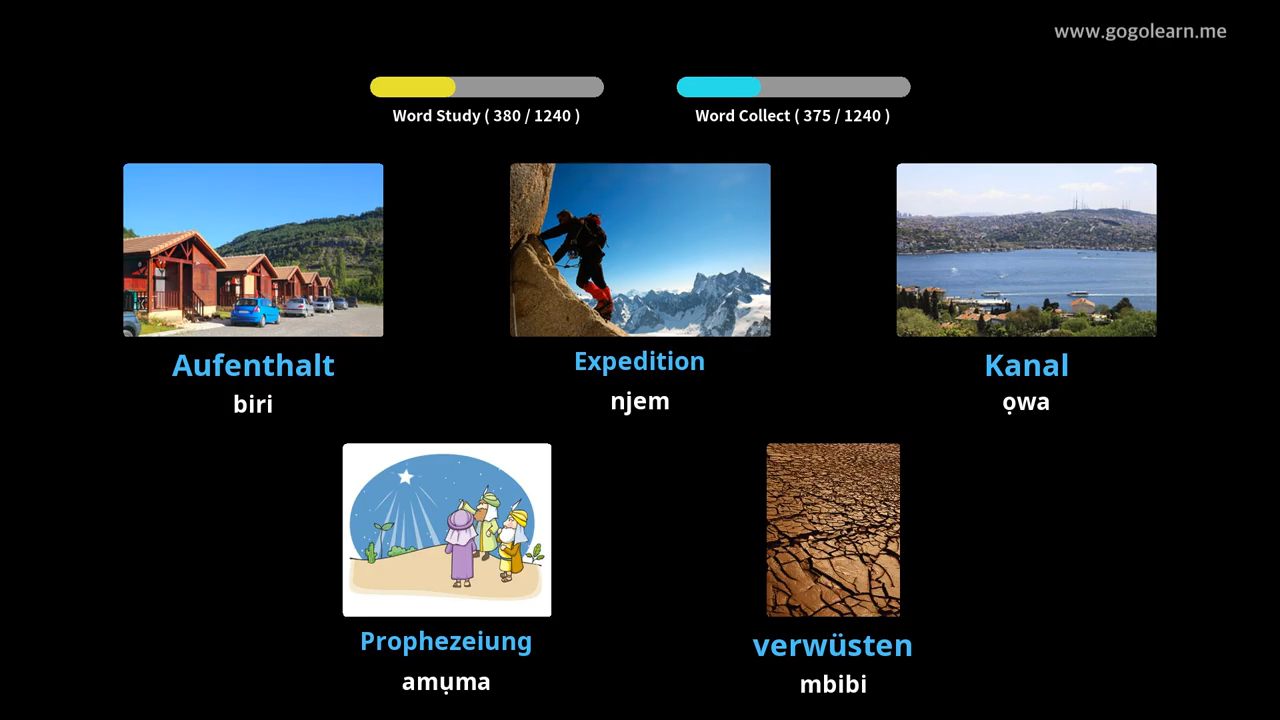 www.gogolearn.me
Word Study ( 380 / 1240 )
Word Collect ( 375 / 1240 )
Aufenthalt
biri
Expedition
njem
Kanal
ọwa
Prophezeiung
amụma
verwüsten
mbibi